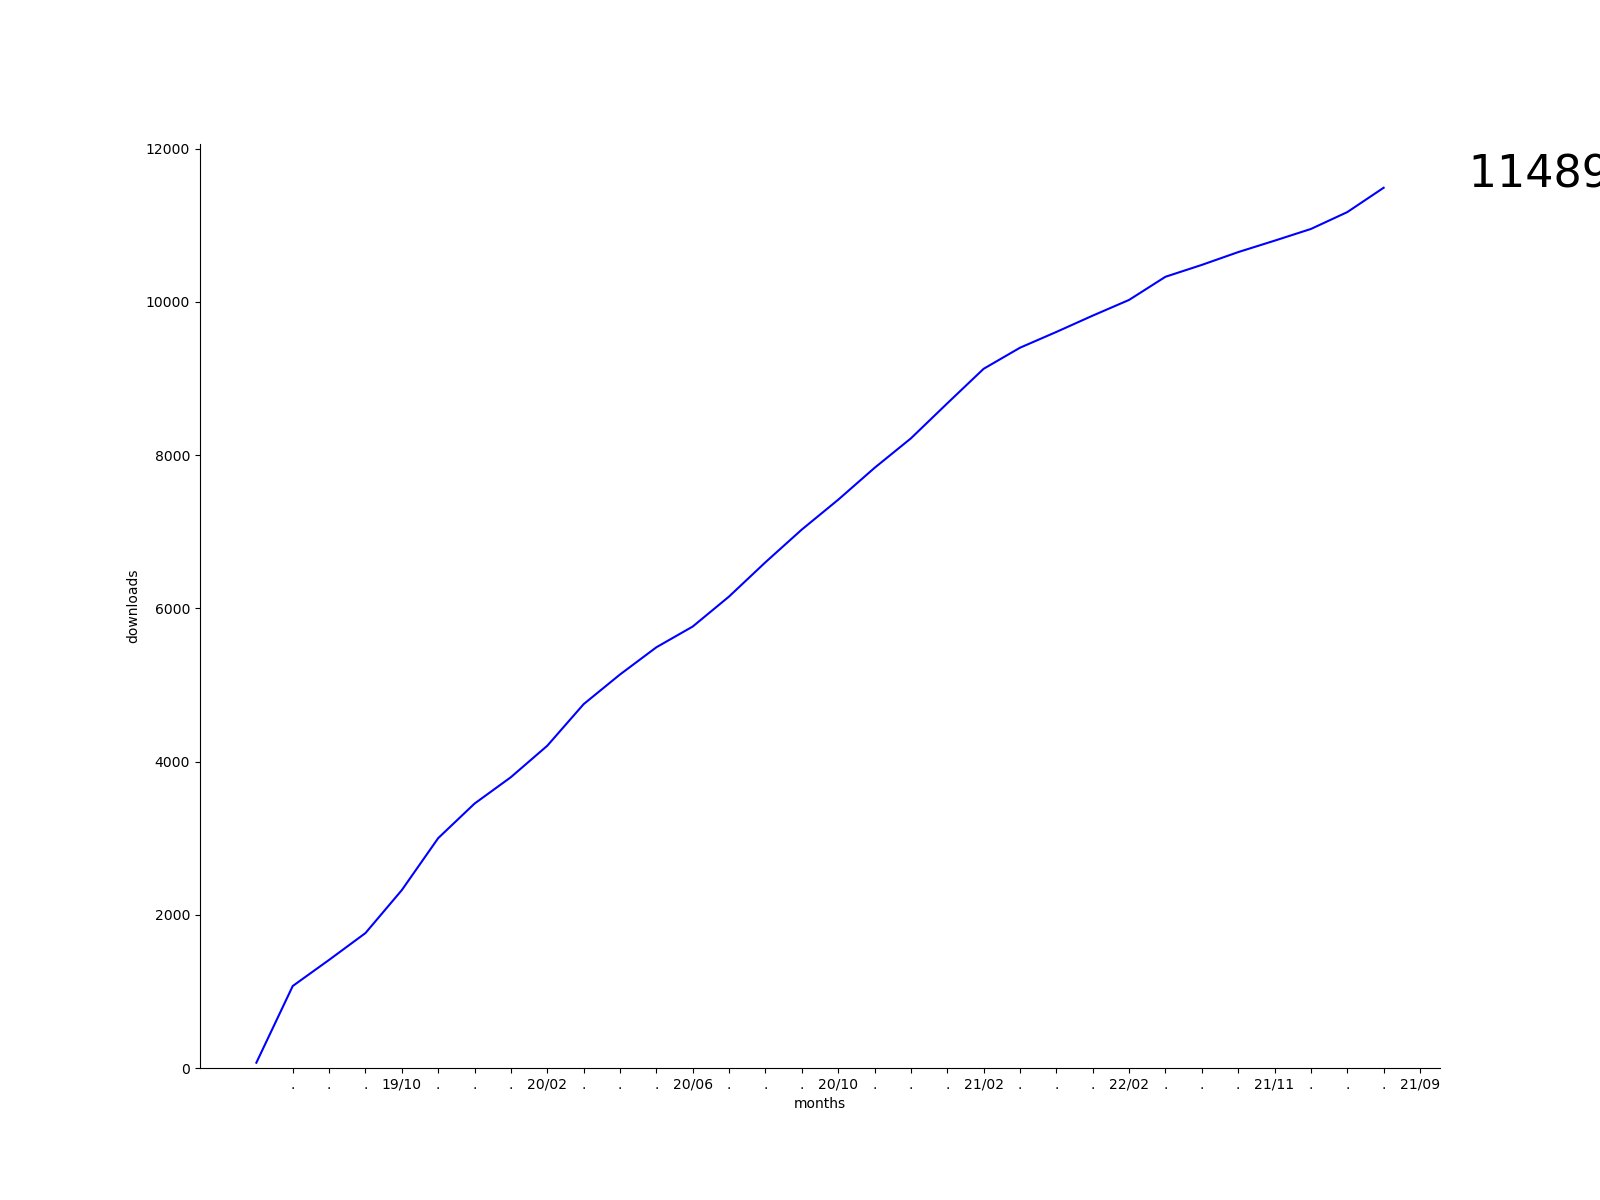 12000
11489
10000
8000
6000
4000
2000
0
downloads
. . . 19/10 . . . 20/02 . . . 20/06 . . . 20/10 . . . 21/02 . . . 22/02 . . . 21/11 . . . 21/09
months